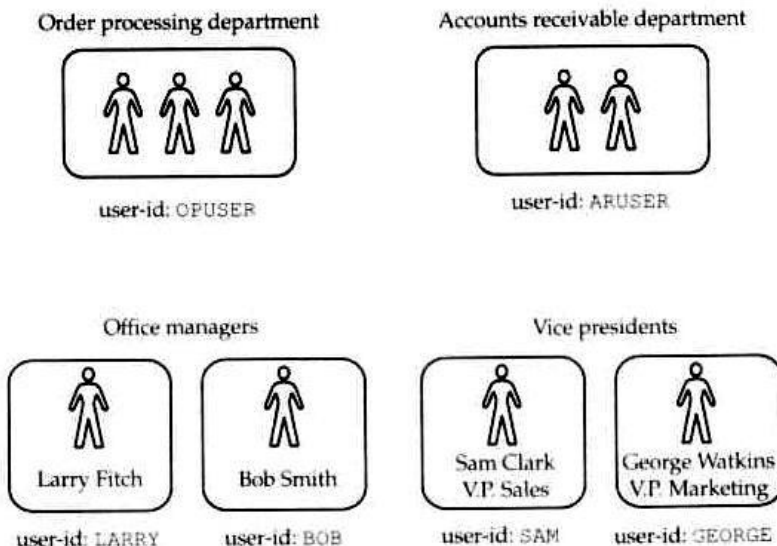 Order processing department
Accounts receivable department
user-id: OPUSER
user-id: ARUSER
Office managers
Vice presidents
Larry Fitch
Bob Smith
Sam Clark
V.P. Sales
George Watkins
V.P. Marketing
user-id: LARRY
user-id: BOB
user-id: SAM
user-id: GEORGE